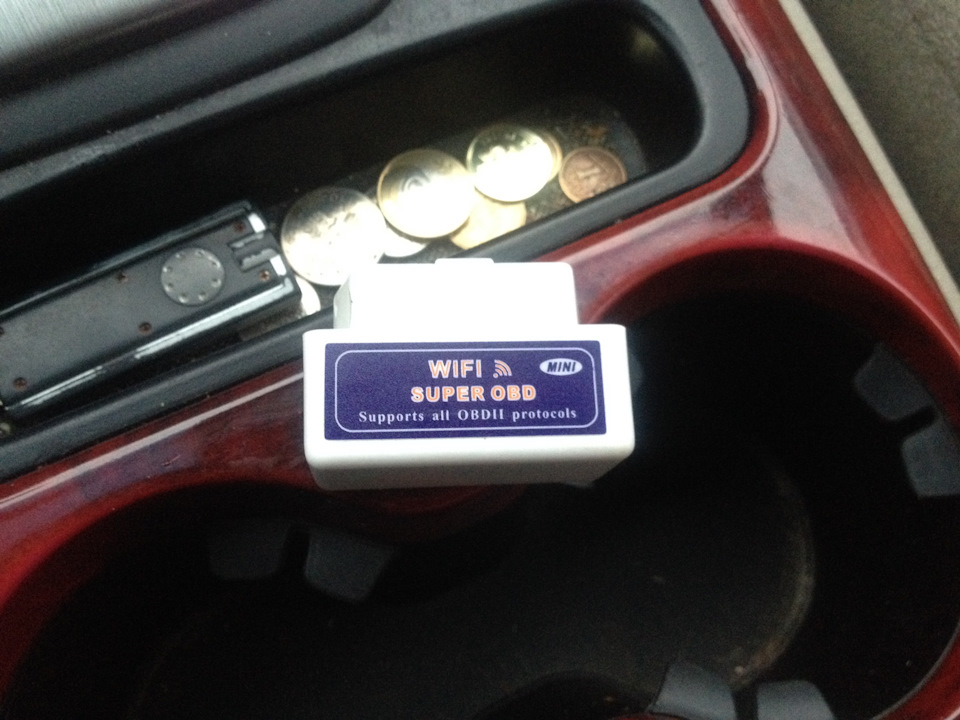 WIFI
MINI
SUPER OBD
Supports all OBDII protocols